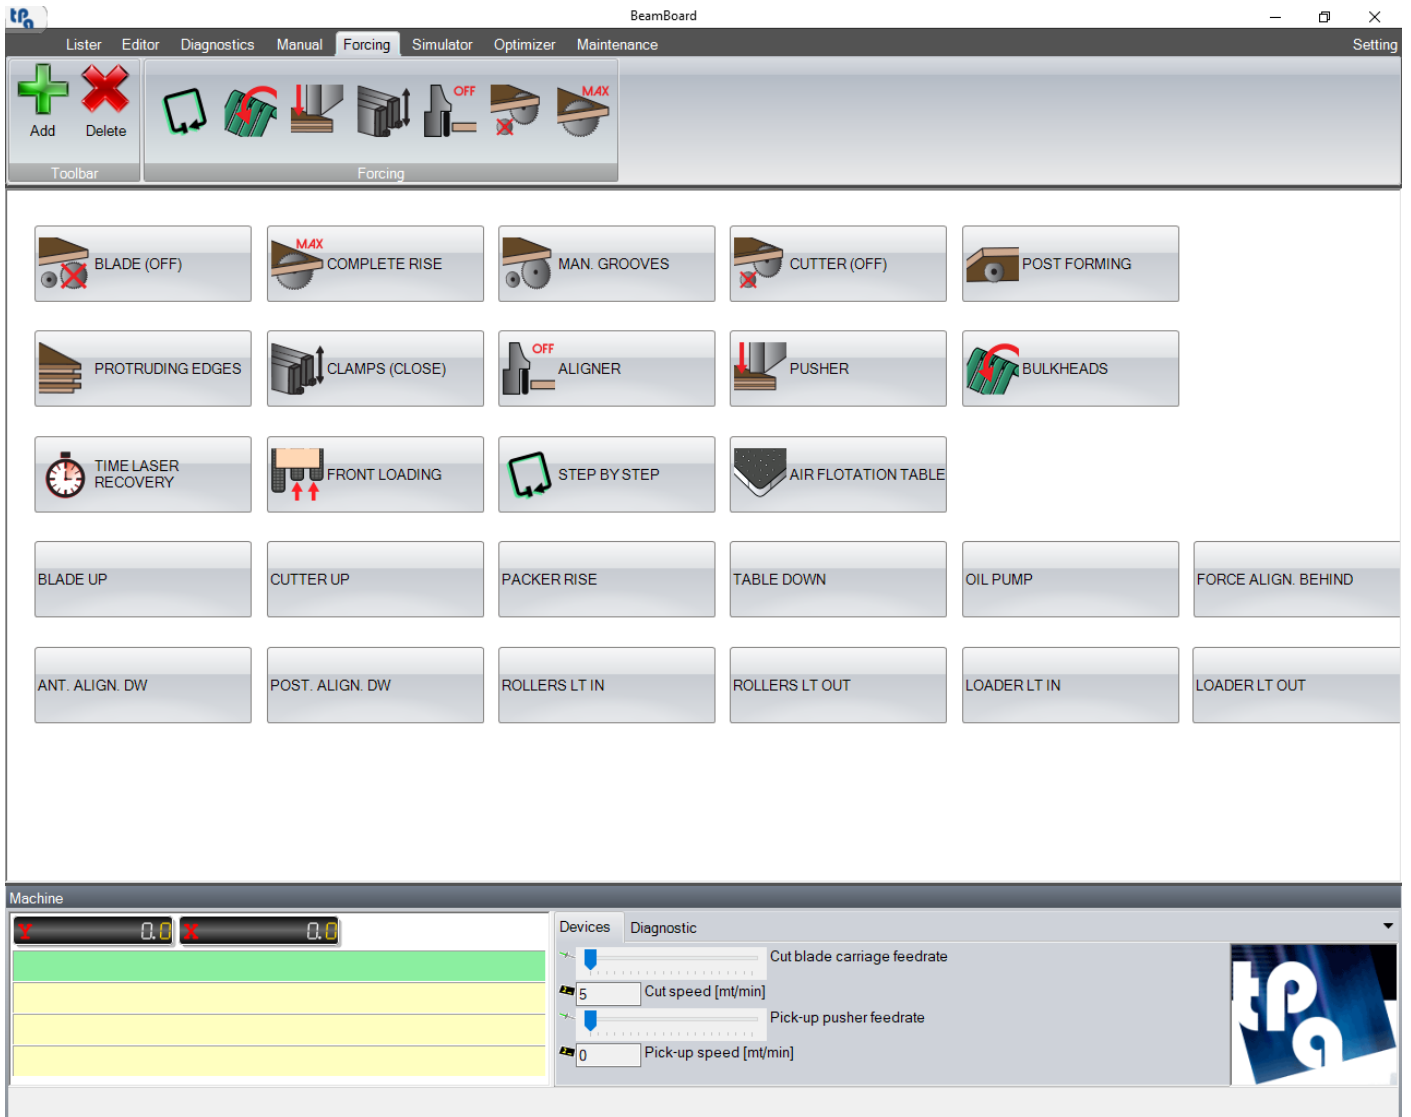 tpa
BeamBoard
Lister Editor Diagnostics Manual Forcing Simulator Optimizer Maintenance Setting
OFF MAX
Add Delete
Toolbar Forcing
BLADE (OFF) MAX COMPLETE RISE MAN. GROOVES CUTTER (OFF) POST FORMING
PROTRUDING EDGES CLAMPS (CLOSE) OFF ALIGNER PUSHER BULKHEADS
TIME LASER
RECOVERY
FRONT LOADING STEP BY STEP AIR FLOTATION TABLE
BLADE UP CUTTER UP PACKER RISE TABLE DOWN OIL PUMP FORCE ALIGN. BEHIND
ANT. ALIGN. DW POST. ALIGN. DW ROLLERS LT IN ROLLERS LT OUT LOADER LT IN LOADER LT OUT
Machine
Y 0.0 X 0.0
Devices Diagnostic
Cut blade carriage feedrate
5 Cut speed [mt/min]
Pick-up pusher feedrate
0 Pick-up speed [mt/min]
tpa